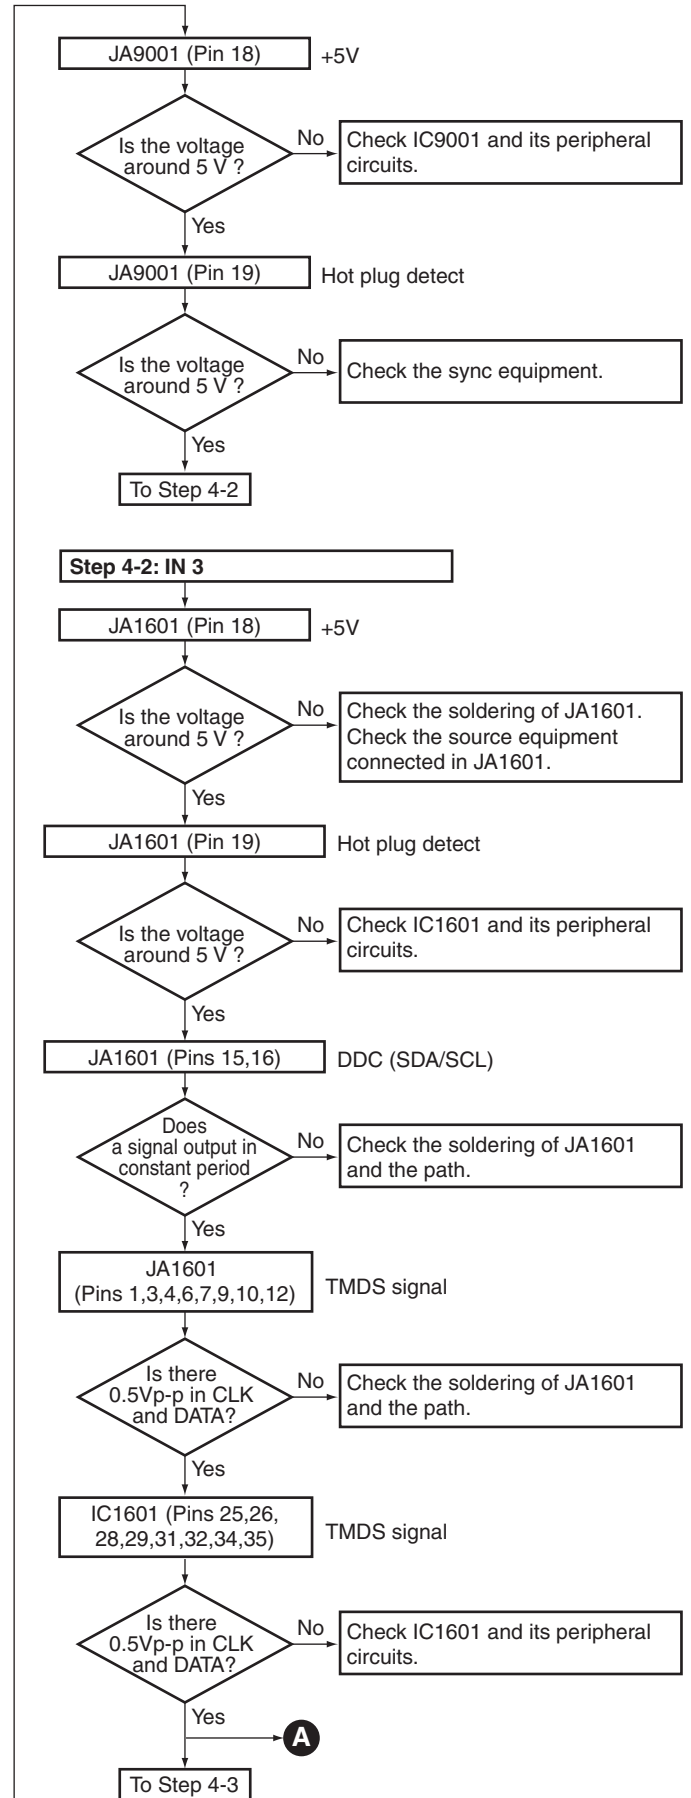 JA9001 (Pin 18)
+5V
Is the voltage
around 5 V ?
No
Check IC9001 and its peripheral
circuits.
Yes
JA9001 (Pin 19)
Hot plug detect
Is the voltage
around 5 V ?
No
Check the sync equipment.
Yes
To Step 4-2
Step 4-2: IN 3
JA1601 (Pin 18)
+5V
Is the voltage
around 5 V ?
No
Check the soldering of JA1601.
Check the source equipment
connected in JA1601.
Yes
JA1601 (Pin 19)
Hot plug detect
Is the voltage
around 5 V ?
No
Check IC1601 and its peripheral
circuits.
Yes
JA1601 (Pins 15,16)
DDC (SDA/SCL)
Does
a signal output in
constant period
?
No
Check the soldering of JA1601
and the path.
Yes
JA1601
(Pins 1,3,4,6,7,9,10,12)
TMDS signal
Is there
0.5Vp-p in CLK
and DATA?
No
Check the soldering of JA1601
and the path.
Yes
IC1601 (Pins 25,26,
28,29,31,32,34,35)
TMDS signal
Is there
0.5Vp-p in CLK
and DATA?
No
Check IC1601 and its peripheral
circuits.
Yes
A
To Step 4-3